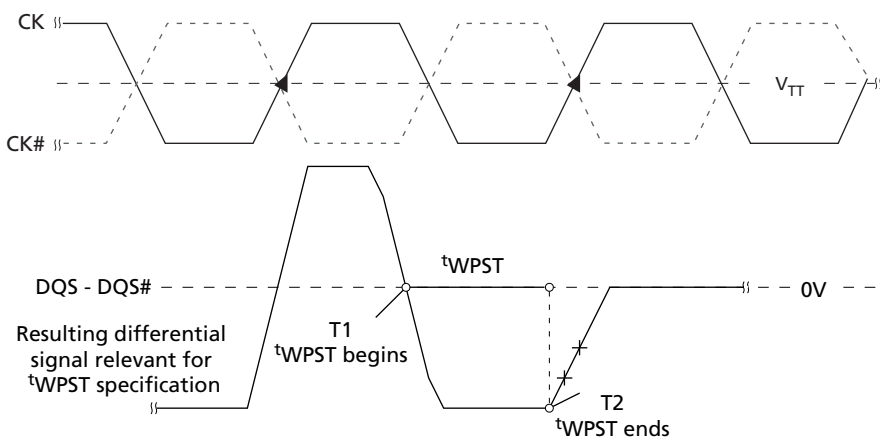 CK
V_TT
CK#
tWPST
DQS - DQS#
0V
T1
tWPST begins
Resulting differential
signal relevant for
tWPST specification
T2
tWPST ends